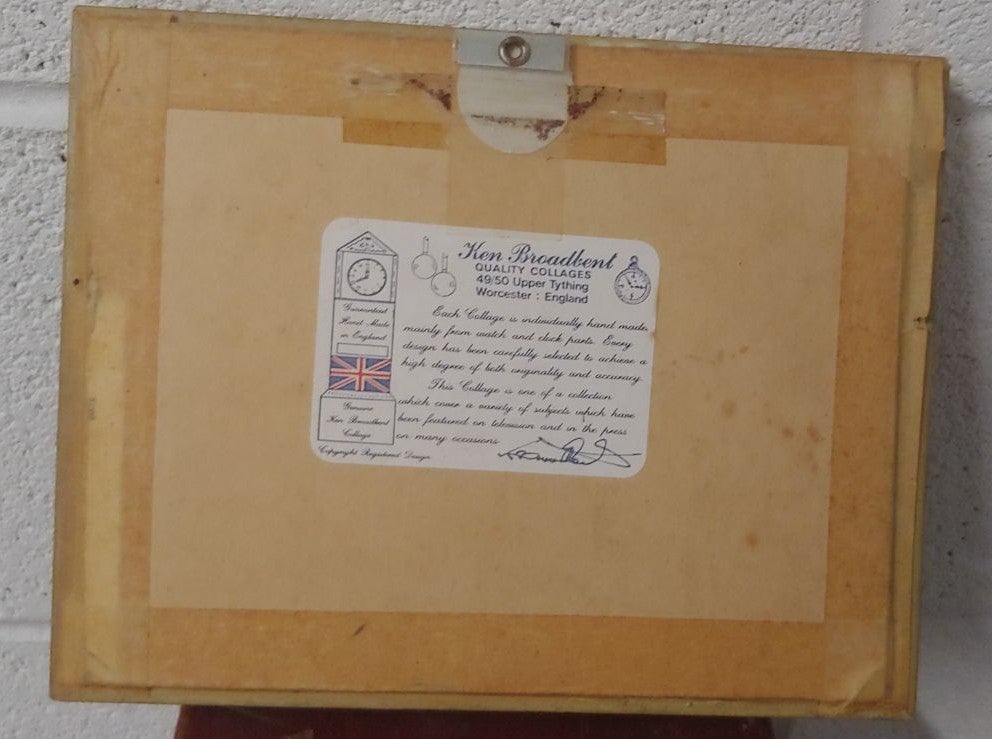 Ken Broadbent
QUALITY COLLAGES
49/50 Upper Tything
Worcester : England
Each Collage is individually hand made,
mainly from watch and clock parts. Every
design has been carefully selected to achieve a
high degree of both originality and accuracy.
This Collage is one of a collection
which cover a variety of subjects which have
been featured on television and in the press
on many occasions
Guaranteed
Hand Made
in England
Genuine
Ken Broadbent
Collage
Copyright Registered Design